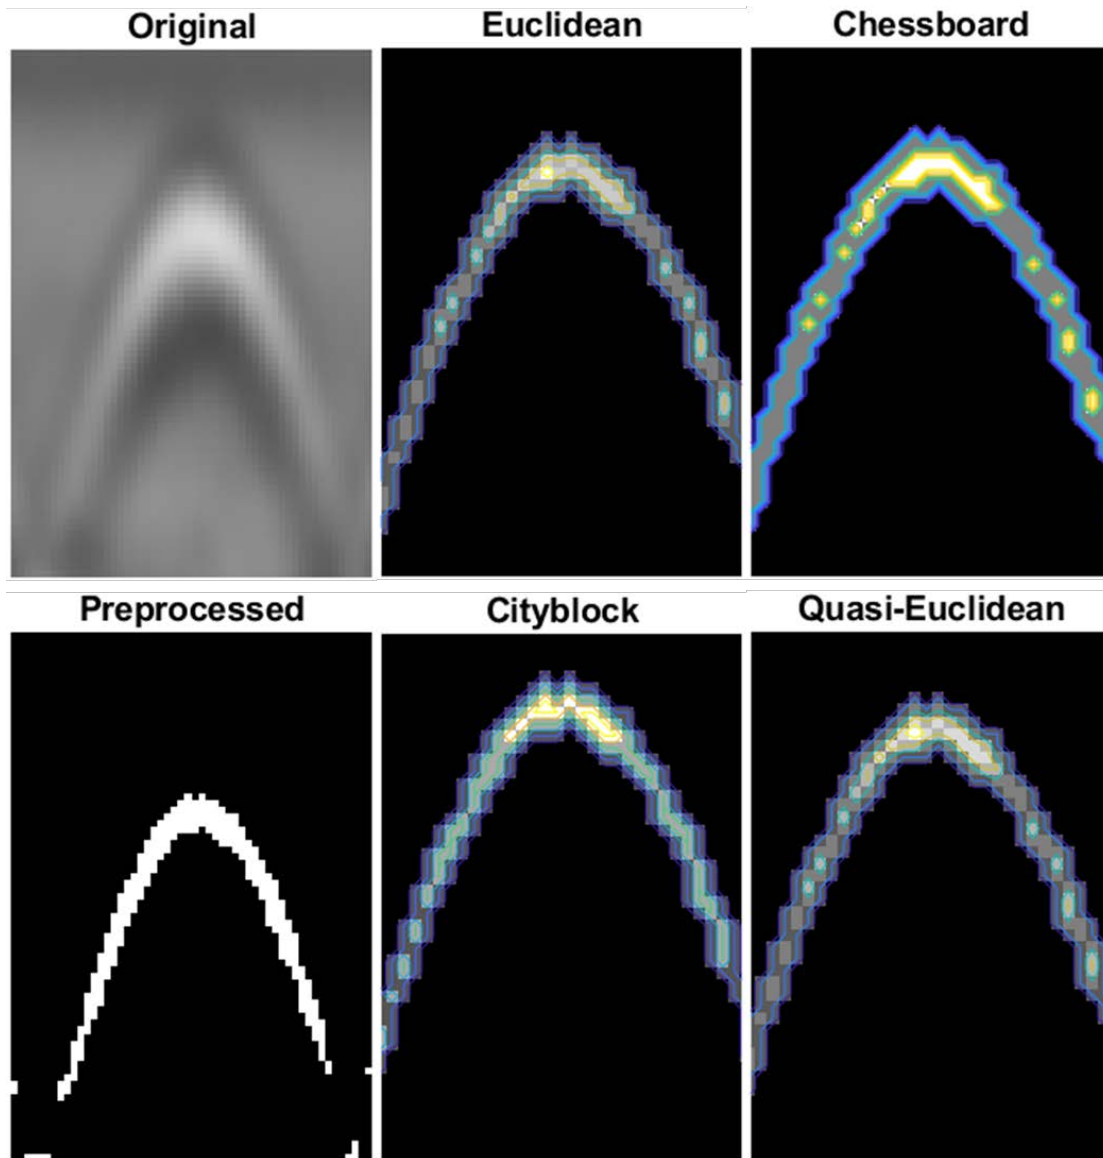 Original
Euclidean
Chessboard
Preprocessed
Cityblock
Quasi-Euclidean